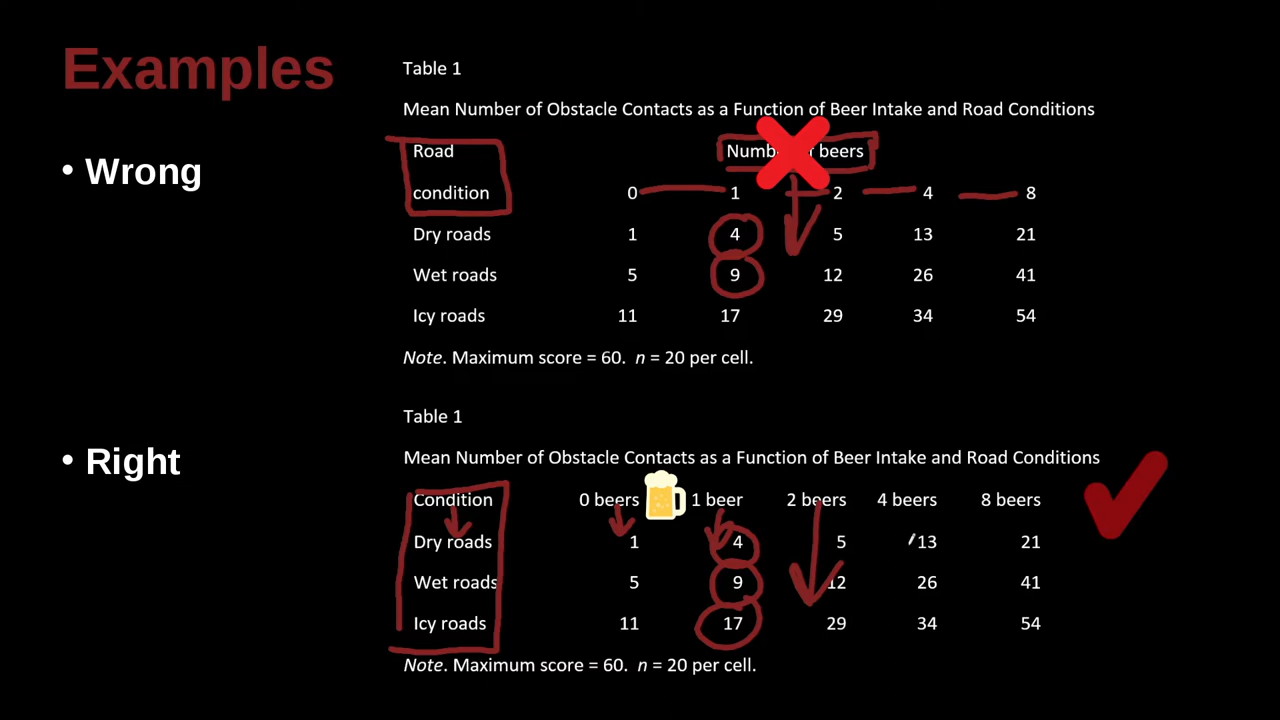 Examples
• Wrong
Table 1
Mean Number of Obstacle Contacts as a Function of Beer Intake and Road Conditions
Road beers
condition 0 1 2 4 8
Dry roads 1 4 5 13 21
Wet roads 5 9 12 26 41
Icy roads 11 17 29 34 54
Note. Maximum score = 60. n = 20 per cell.
• Right
Table 1
Mean Number of Obstacle Contacts as a Function of Beer Intake and Road Conditions
Condition 0 beers 1 beer 2 beers 4 beers 8 beers
Dry roads 1 4 5 13 21
Wet roads 5 9 12 26 41
Icy roads 11 17 29 34 54
Note. Maximum score = 60. n = 20 per cell.